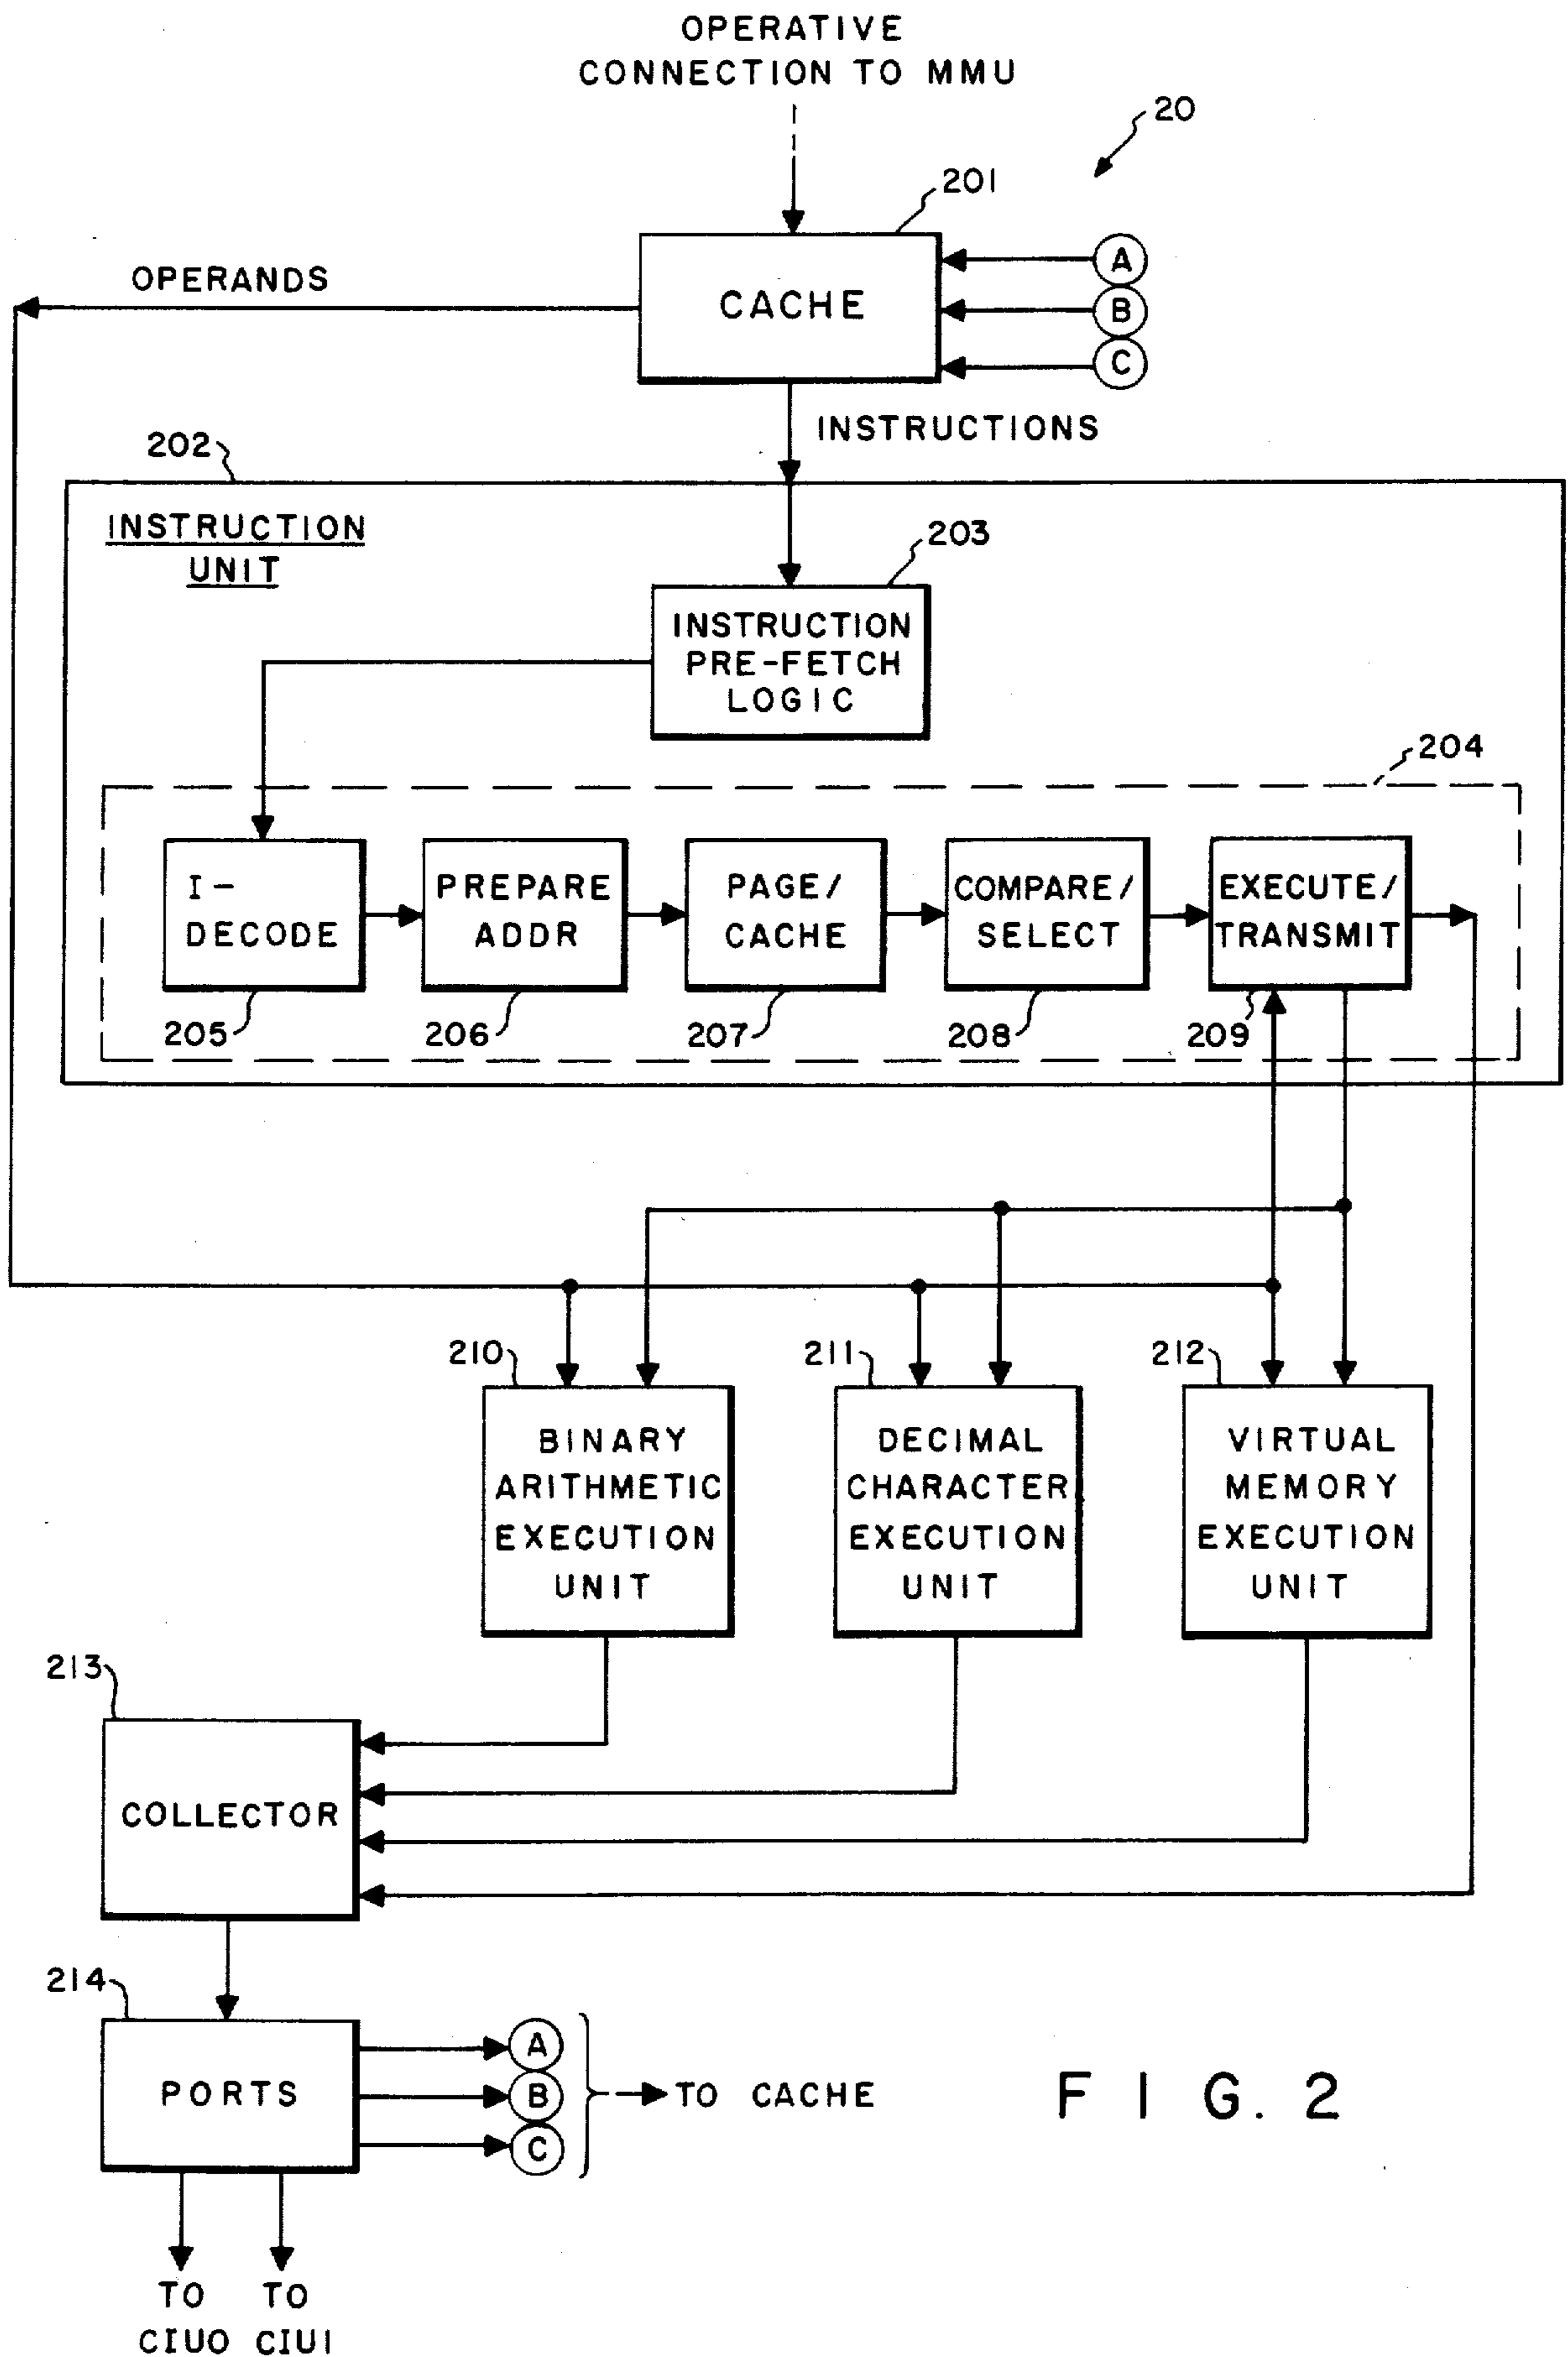 OPERATIVE
CONNECTION TO MMU
20
201
CACHE
A
B
C
OPERANDS
INSTRUCTIONS
202
INSTRUCTION
UNIT
203
INSTRUCTION
PRE-FETCH
LOGIC
204
I-
DECODE
PREPARE
ADDR
PAGE/
CACHE
COMPARE/
SELECT
EXECUTE/
TRANSMIT
205
206
207
208
209
210
211
212
BINARY
ARITHMETIC
EXECUTION
UNIT
DECIMAL
CHARACTER
EXECUTION
UNIT
VIRTUAL
MEMORY
EXECUTION
UNIT
213
COLLECTOR
214
PORTS
A
B
C
TO CACHE
FIG. 2
TO
CIU0
TO
CIU1